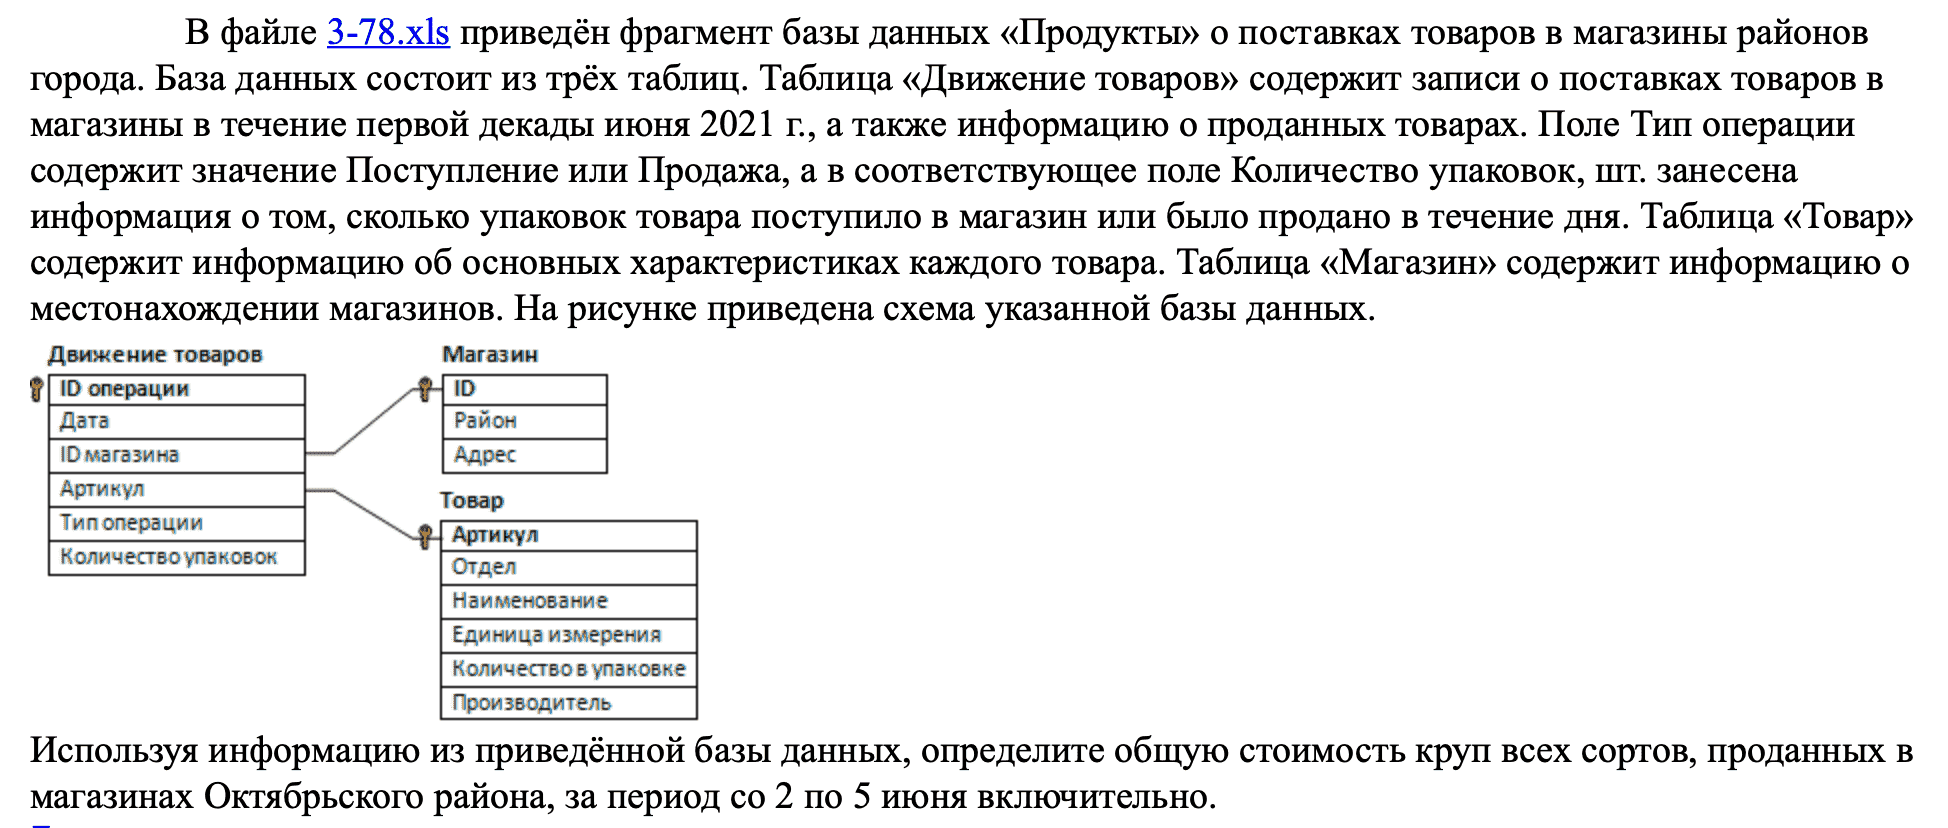 В файле 3-78.xls приведён фрагмент базы данных «Продукты» о поставках товаров в магазины районов
города. База данных состоит из трёх таблиц. Таблица «Движение товаров» содержит записи о поставках товаров в
магазины в течение первой декады июня 2021 г., а также информацию о проданных товарах. Поле Тип операции
содержит значение Поступление или Продажа, а в соответствующее поле Количество упаковок, шт. занесена
информация о том, сколько упаковок товара поступило в магазин или было продано в течение дня. Таблица «Товар»
содержит информацию об основных характеристиках каждого товара. Таблица «Магазин» содержит информацию о
местонахождении магазинов. На рисунке приведена схема указанной базы данных.
Движение товаров
ID операции
Дата
ID магазина
Артикул
Тип операции
Количество упаковок
Магазин
ID
Район
Адрес
Товар
Артикул
Отдел
Наименование
Единица измерения
Количество в упаковке
Производитель
Используя информацию из приведённой базы данных, определите общую стоимость круп всех сортов, проданных в
магазинах Октябрьского района, за период со 2 по 5 июня включительно.